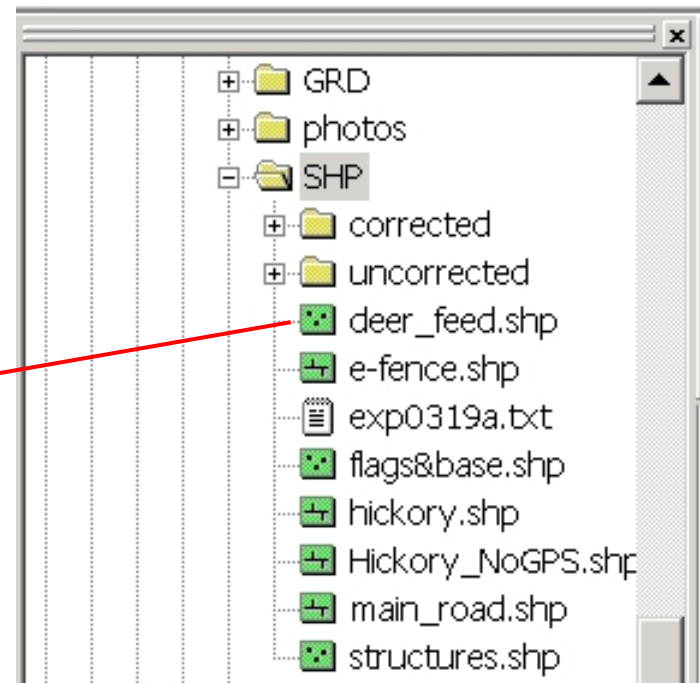 GRD
photos
SHP
corrected
uncorrected
deer_feed.shp
e-fence.shp
exp0319a.txt
flags&base.shp
hickory.shp
Hickory_NoGPS.shp
main_road.shp
structures.shp